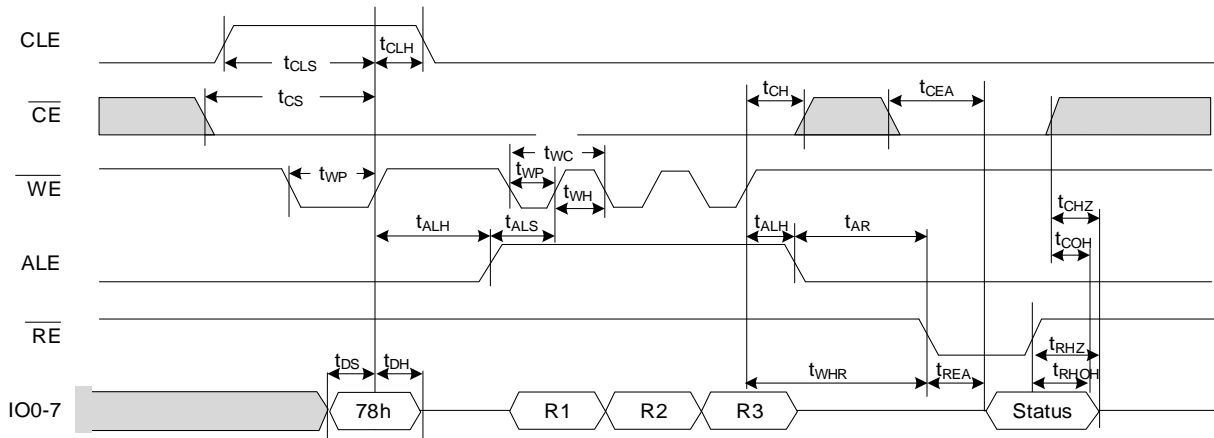 CLE
tCLH
tCLS
tCS
tCH
tCEA
CE
tWC
WE
tWP
tWP
tWH
tCHZ
tALH
tALS
tALH
tAR
tCOH
ALE
RE
tDS
tDH
tRHZ
tWHR
tREA
tRHOH
IO0-7
78h
R1
R2
R3
Status